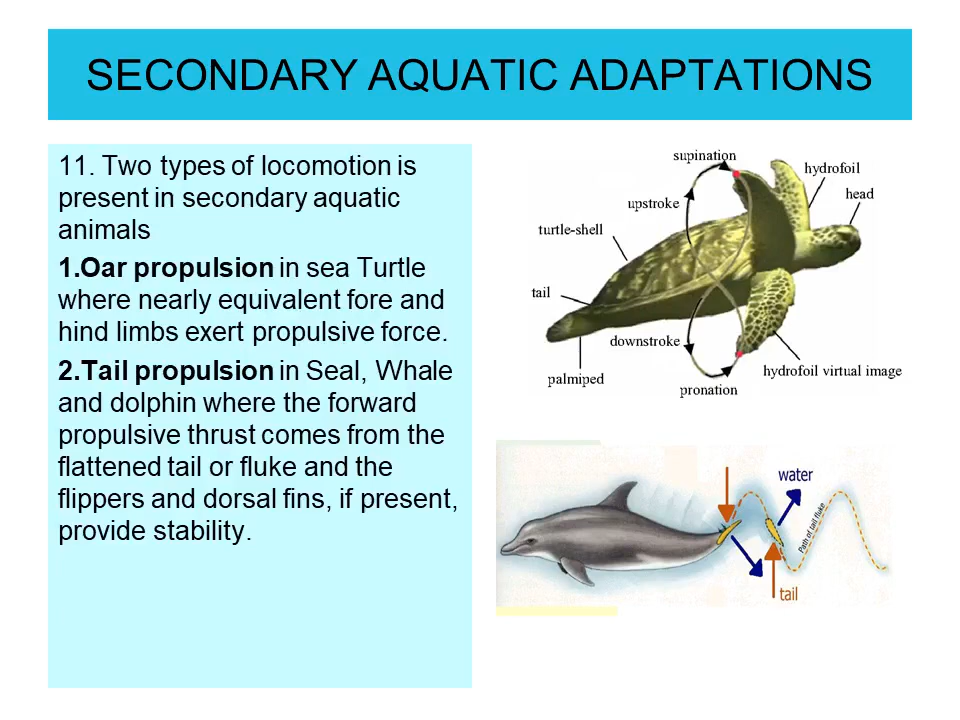 SECONDARY AQUATIC ADAPTATIONS
11. Two types of locomotion is
present in secondary aquatic
animals
1.Oar propulsion in sea Turtle
where nearly equivalent fore and
hind limbs exert propulsive force.
2.Tail propulsion in Seal, Whale
and dolphin where the forward
propulsive thrust comes from the
flattened tail or fluke and the
flippers and dorsal fins, if present,
provide stability.
supination
hydrofoil
head
upstroke
turtle-shell
tail
downstroke
palmiped
pronation
hydrofoil virtual image
water
Path of tail fluke
tail